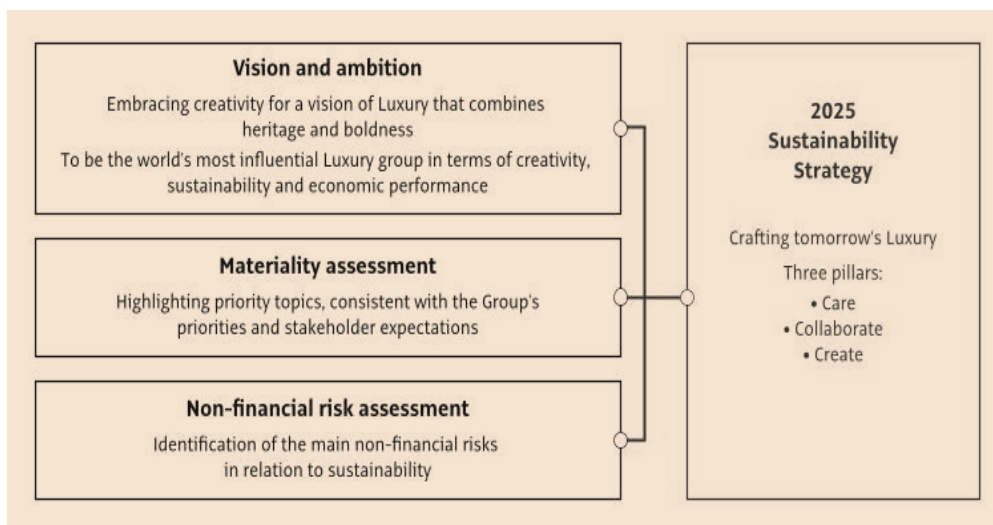 Vision and ambition
Embracing creativity for a vision of Luxury that combines
heritage and boldness
To be the world's most influential Luxury group in terms of creativity,
sustainability and economic performance
Materiality assessment
Highlighting priority topics, consistent with the Group's
priorities and stakeholder expectations
Non-financial risk assessment
Identification of the main non-financial risks
in relation to sustainability
2025
Sustainability
Strategy
Crafting tomorrow's Luxury
Three pillars:
• Care
• Collaborate
• Create